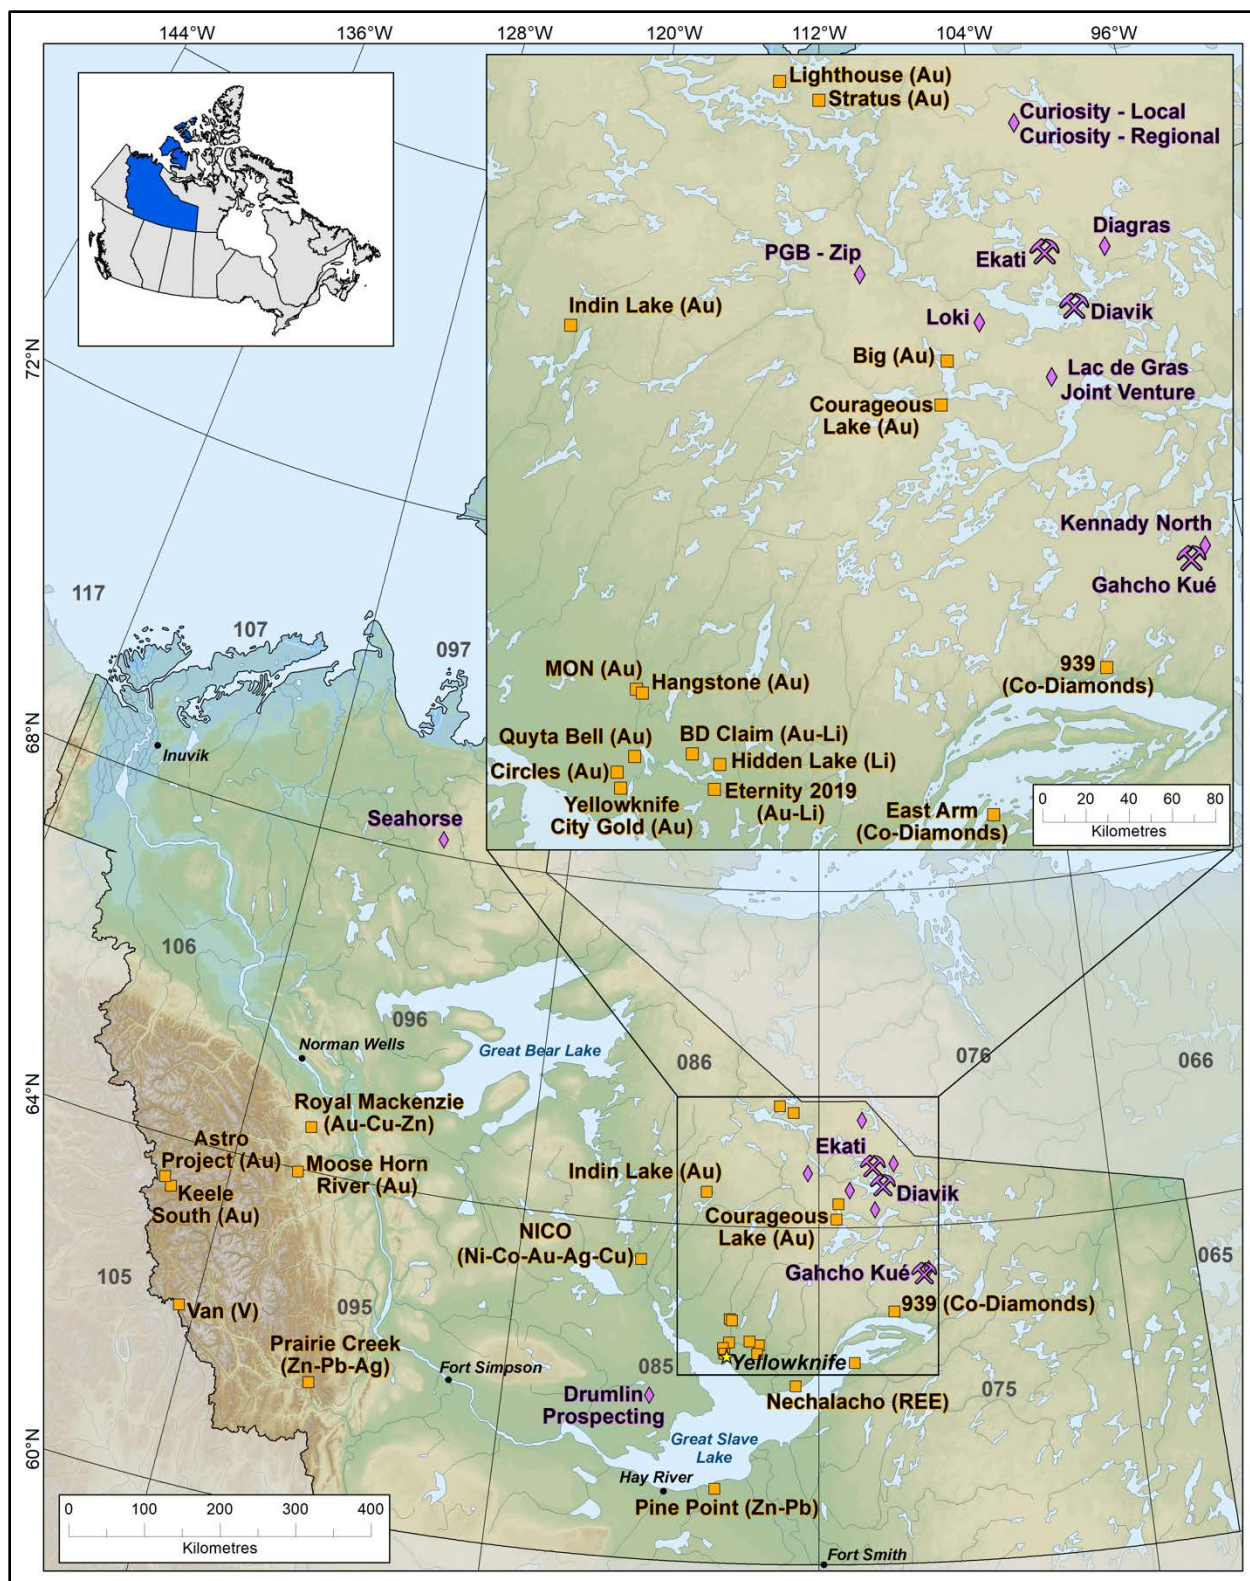 144°W
136°W
128°W
120°W
112°W
104°W
96°W
72°N
68°N
64°N
60°N
Lighthouse (Au)
Stratus (Au)
Curiosity - Local
Curiosity - Regional
Diagras
PGB - Zip
Ekati
Indin Lake (Au)
Loki
Diavik
Big (Au)
Lac de Gras
Joint Venture
Courageous
Lake (Au)
Kennady North
Gahcho Kué
MON (Au)
Hangstone (Au)
939
(Co-Diamonds)
Quyta Bell (Au)
BD Claim (Au-Li)
Circles (Au)
Hidden Lake (Li)
Yellowknife
City Gold (Au)
Eternity 2019
(Au-Li)
East Arm
(Co-Diamonds)
0 20 40 60 80
Kilometres
117
107
097
Inuvik
Seahorse
106
096
Norman Wells
Great Bear Lake
086
076
066
Royal Mackenzie
(Au-Cu-Zn)
Astro
Project (Au)
Moose Horn
River (Au)
Keele
South (Au)
Indin Lake (Au)
Ekati
Diavik
Courageous
Lake (Au)
NICO
(Ni-Co-Au-Ag-Cu)
Gahcho Kué
065
105
Van (V)
095
939 (Co-Diamonds)
Prairie Creek
(Zn-Pb-Ag)
Fort Simpson
085
Yellowknife
075
Drumlin
Prospecting
Nechalacho (REE)
Great Slave
Lake
Hay River
Pine Point (Zn-Pb)
Fort Smith
0 100 200 300 400
Kilometres